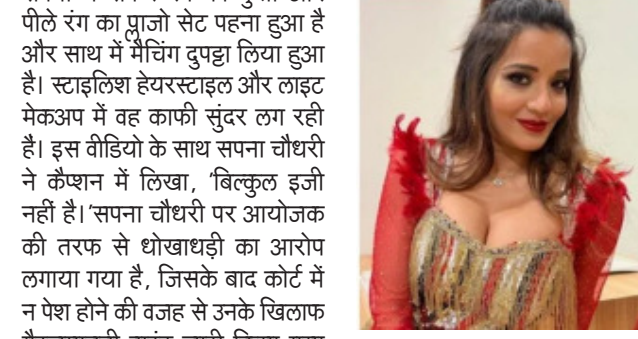 पीले रंग का प्लाजो सेट पहना हुआ है
और साथ में मैचिंग दुपट्टा लिया हुआ
है। स्टाइलिश हेयरस्टाइल और लाइट
मेकअप में वह काफी सुंदर लग रही
हैं। इस वीडियो के साथ सपना चौधरी
ने कैप्शन में लिखा, 'बिल्कुल इजी
नहीं है।'सपना चौधरी पर आयोजक
की तरफ से धोखाधड़ी का आरोप
लगाया गया है, जिसके बाद कोर्ट में
न पेश होने की वजह से उनके खिलाफ